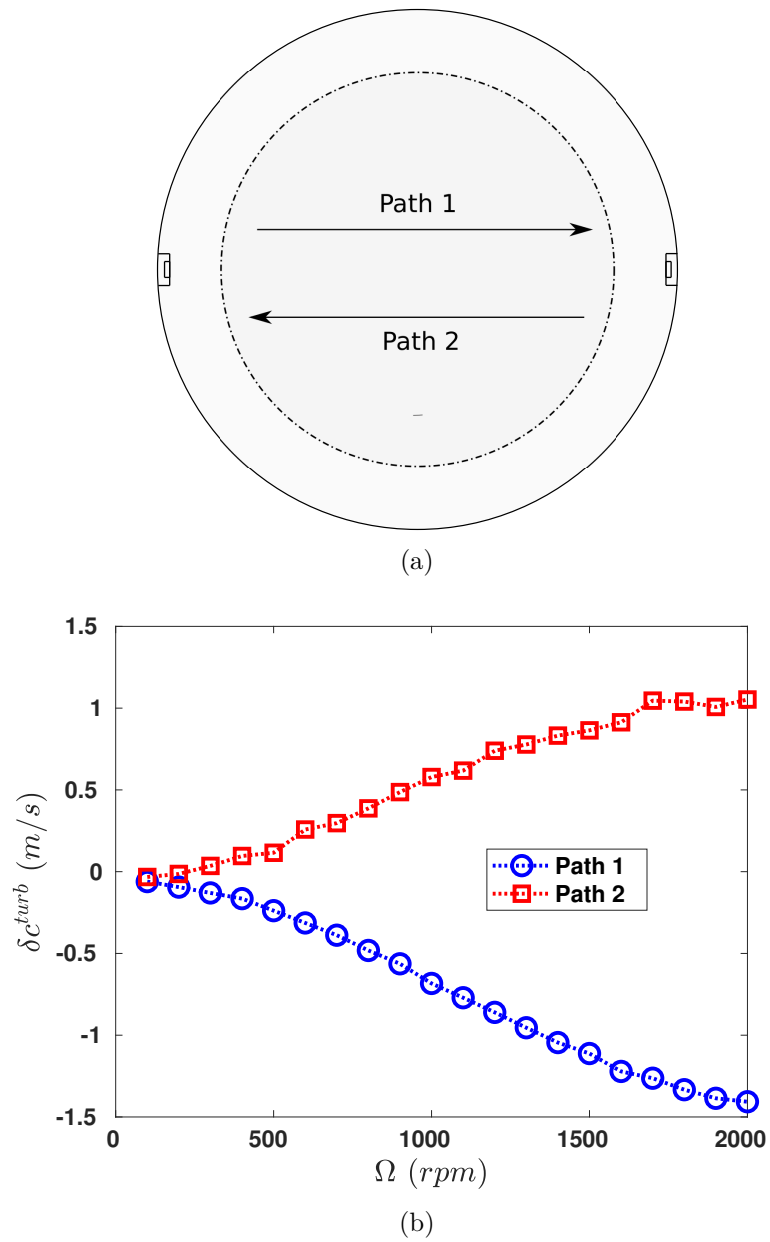 Path 1
Path 2
(a)
1.5
1
0.5
0
-0.5
-1
-1.5
δc^{turb} (m/s)
Path 1
Path 2
0 500 1000 1500 2000
Ω (rpm)
(b)